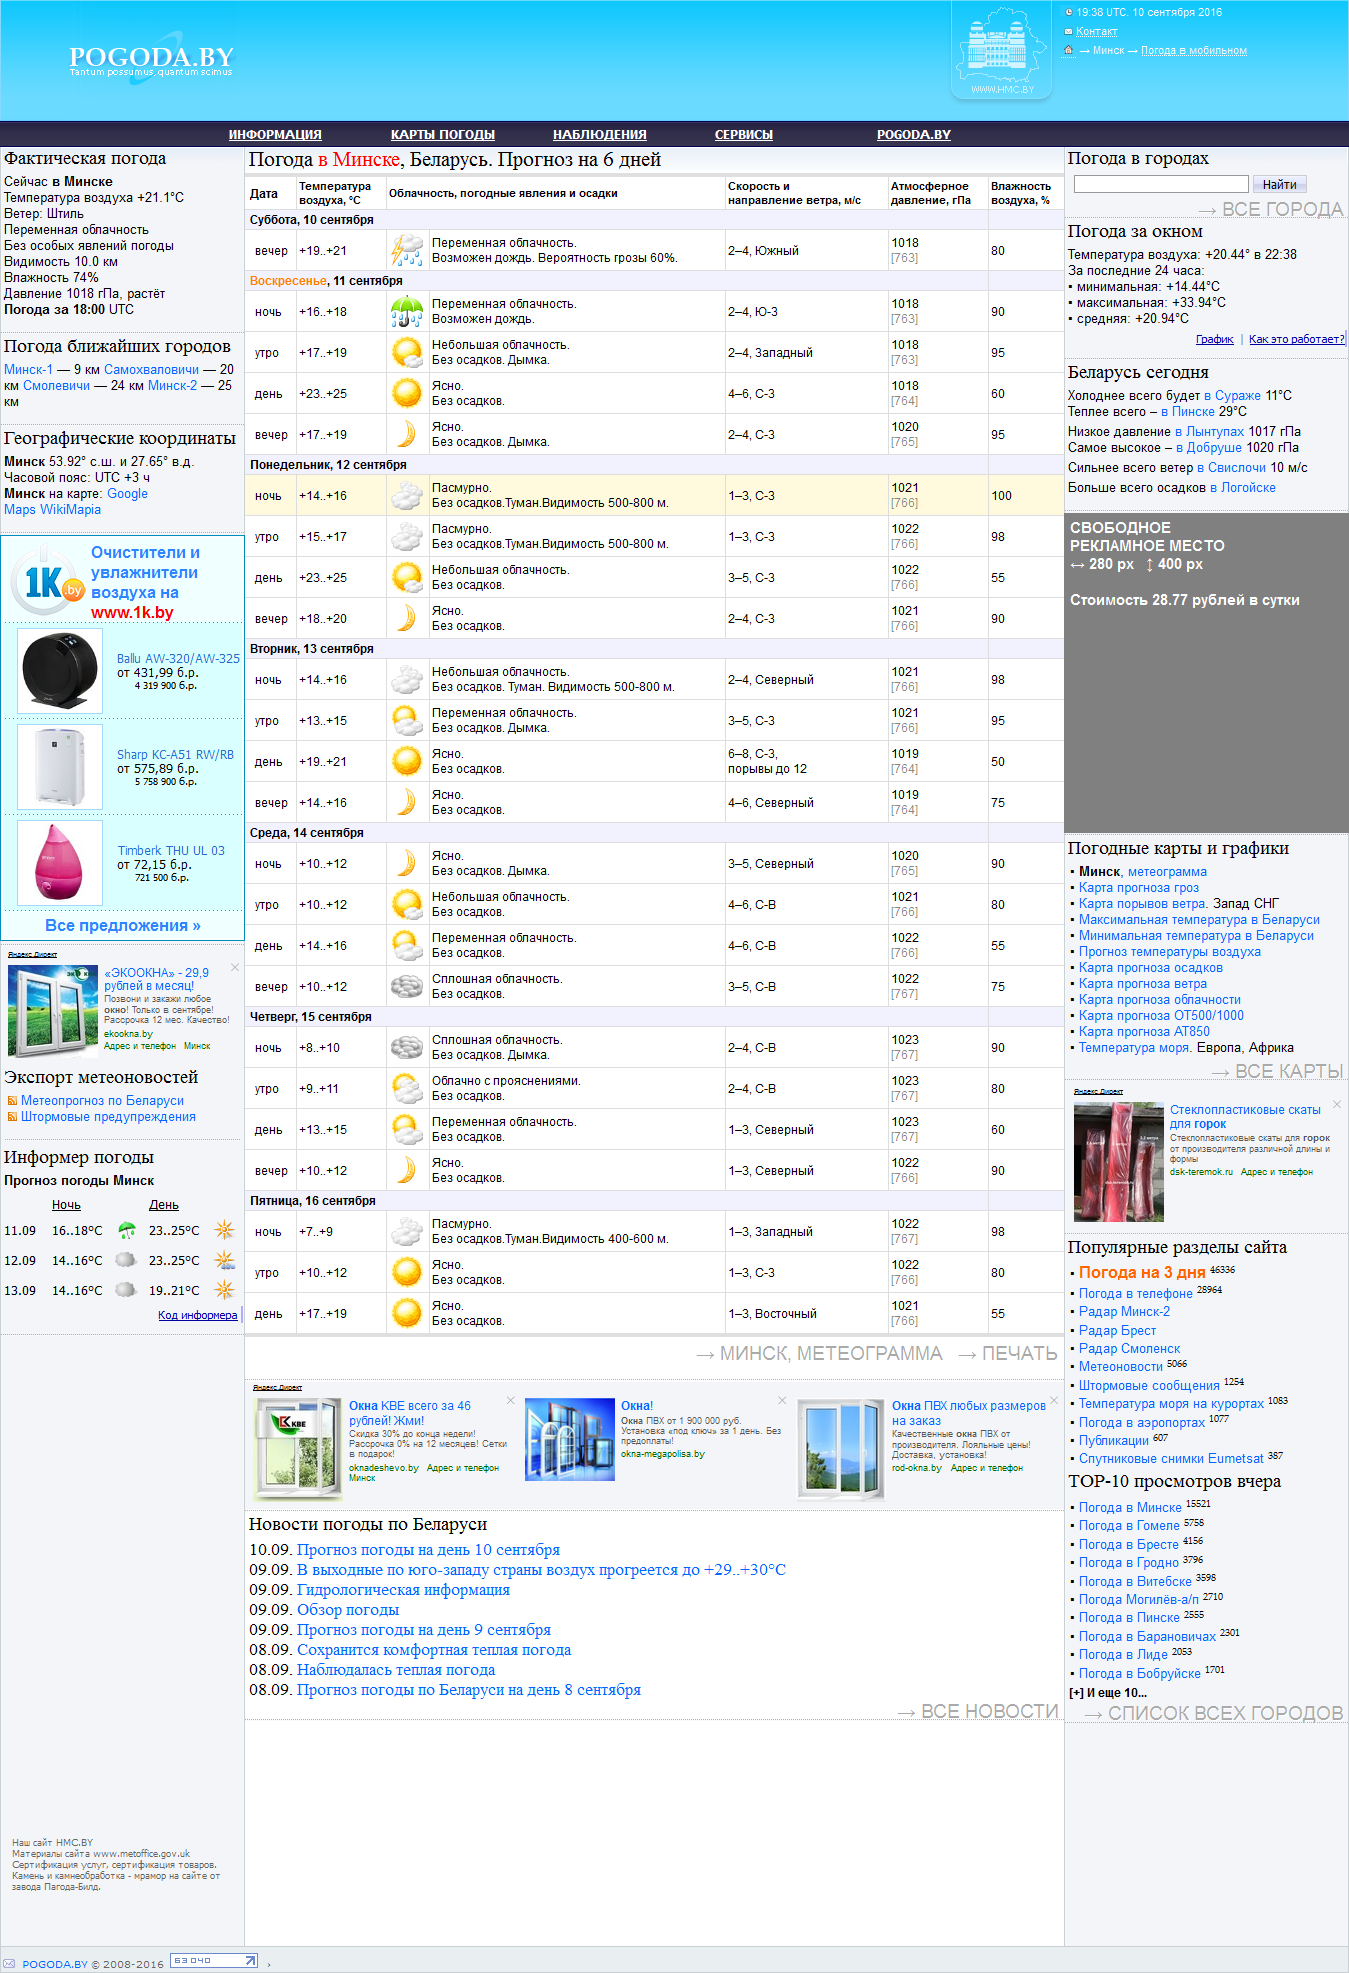 POGODA.BY
Tantum possumus, quantum scimus
WWW.HMC.BY
19:38 UTC. 10 сентября 2016
Контакт
→ Минск → Погода в мобильном
ИНФОРМАЦИЯ КАРТЫ ПОГОДЫ НАБЛЮДЕНИЯ СЕРВИСЫ POGODA.BY
Фактическая погода
Сейчас в Минске
Температура воздуха +21.1°C
Ветер: Штиль
Переменная облачность
Без особых явлений погоды
Видимость 10.0 км
Влажность 74%
Давление 1018 гПа, растёт
Погода за 18:00 UTC
Погода ближайших городов
Минск-1 — 9 км Самохваловичи — 20
км Смолевичи — 24 км Минск-2 — 25
км
Географические координаты
Минск 53.92° с.ш. и 27.65° в.д.
Часовой пояс: UTC +3 ч
Минск на карте: Google
Maps WikiMapia
1K.by
Очистители и
увлажнители
воздуха на
www.1k.by
Ballu AW-320/AW-325
от 431,99 б.р.
4 319 900 б.р.
Sharp KC-A51 RW/RB
от 575,89 б.р.
5 758 900 б.р.
Timberk THU UL 03
от 72,15 б.р.
721 500 б.р.
Все предложения »
Яндекс.Директ
«ЭКООКНА» - 29,9
рублей в месяц!
Позвони и закажи любое
окно! Только в сентябре!
Рассрочка 12 мес. Качество!
ekookna.by
Адрес и телефон Минск
Экспорт метеоновостей
Метеопрогноз по Беларуси
Штормовые предупреждения
Информер погоды
Прогноз погоды Минск
Ночь День
11.09 16..18°C 23..25°C
12.09 14..16°C 23..25°C
13.09 14..16°C 19..21°C
Код информера
Наш сайт HMC.BY
Материалы сайта www.metoffice.gov.uk
Сертификация услуг, сертификация товаров.
Камень и камнеобработка - мрамор на сайте от
завода Пагода-Билд.
Погода в Минске, Беларусь. Прогноз на 6 дней
Дата Температура воздуха, °C Облачность, погодные явления и осадки Скорость и направление ветра, м/с Атмосферное давление, гПа Влажность воздуха, %
Суббота, 10 сентября
вечер +19..+21 Переменная облачность. Возможен дождь. Вероятность грозы 60%. 2–4, Южный 1018 [763] 80
Воскресенье, 11 сентября
ночь +16..+18 Переменная облачность. Возможен дождь. 2–4, Ю-З 1018 [763] 90
утро +17..+19 Небольшая облачность. Без осадков. Дымка. 2–4, Западный 1018 [763] 95
день +23..+25 Ясно. Без осадков. 4–6, С-З 1018 [764] 60
вечер +17..+19 Ясно. Без осадков. Дымка. 2–4, С-З 1020 [765] 95
Понедельник, 12 сентября
ночь +14..+16 Пасмурно. Без осадков.Туман.Видимость 500-800 м. 1–3, С-З 1021 [766] 100
утро +15..+17 Пасмурно. Без осадков.Туман.Видимость 500-800 м. 1–3, С-З 1022 [766] 98
день +23..+25 Небольшая облачность. Без осадков. 3–5, С-З 1022 [766] 55
вечер +18..+20 Ясно. Без осадков. 2–4, С-З 1021 [766] 90
Вторник, 13 сентября
ночь +14..+16 Небольшая облачность. Без осадков. Туман. Видимость 500-800 м. 2–4, Северный 1021 [766] 98
утро +13..+15 Переменная облачность. Без осадков. Дымка. 3–5, С-З 1021 [766] 95
день +19..+21 Ясно. Без осадков. 6–8, С-З, порывы до 12 1019 [764] 50
вечер +14..+16 Ясно. Без осадков. 4–6, Северный 1019 [764] 75
Среда, 14 сентября
ночь +10..+12 Ясно. Без осадков. Дымка. 3–5, Северный 1020 [765] 90
утро +10..+12 Небольшая облачность. Без осадков. 4–6, С-В 1021 [766] 80
день +14..+16 Переменная облачность. Без осадков. 4–6, С-В 1022 [766] 55
вечер +10..+12 Сплошная облачность. Без осадков. 3–5, С-В 1022 [767] 75
Четверг, 15 сентября
ночь +8..+10 Сплошная облачность. Без осадков. Дымка. 2–4, С-В 1023 [767] 90
утро +9..+11 Облачно с прояснениями. Без осадков. 2–4, С-В 1023 [767] 80
день +13..+15 Переменная облачность. Без осадков. 1–3, Северный 1023 [767] 60
вечер +10..+12 Ясно. Без осадков. 1–3, Северный 1022 [767] 90
Пятница, 16 сентября
ночь +7..+9 Пасмурно. Без осадков.Туман.Видимость 400-600 м. 1–3, Западный 1022 [767] 98
утро +10..+12 Ясно. Без осадков. 1–3, С-З 1022 [766] 80
день +17..+19 Ясно. Без осадков. 1–3, Восточный 1021 [766] 55
→ МИНСК, МЕТЕОГРАММА → ПЕЧАТЬ
Яндекс.Директ
KBE
Окна KBE всего за 46
рублей! Жми!
Скидка 30% до конца недели!
Рассрочка 0% на 12 месяцев! Сетки
в подарок!
oknadeshevo.by Адрес и телефон
Минск
Окна!
Окна ПВХ от 1 900 000 руб.
Установка «под ключ» за 1 день. Без
предоплаты!
okna-megapolisa.by
Окна ПВХ любых размеров
на заказ
Качественные окна ПВХ от
производителя. Лояльные цены!
Доставка, установка!
rod-okna.by Адрес и телефон
Новости погоды по Беларуси
10.09. Прогноз погоды на день 10 сентября
09.09. В выходные по юго-западу страны воздух прогреется до +29..+30°C
09.09. Гидрологическая информация
09.09. Обзор погоды
09.09. Прогноз погоды на день 9 сентября
08.09. Сохранится комфортная теплая погода
08.09. Наблюдалась теплая погода
08.09. Прогноз погоды по Беларуси на день 8 сентября
→ ВСЕ НОВОСТИ
Погода в городах
Найти
→ ВСЕ ГОРОДА
Погода за окном
Температура воздуха: +20.44° в 22:38
За последние 24 часа:
▪ минимальная: +14.44°C
▪ максимальная: +33.94°C
▪ средняя: +20.94°C
График | Как это работает?
Беларусь сегодня
Холоднее всего будет в Сураже 11°C
Теплее всего – в Пинске 29°C
Низкое давление в Лынтупах 1017 гПа
Самое высокое – в Добруше 1020 гПа
Сильнее всего ветер в Свислочи 10 м/с
Больше всего осадков в Логойске
СВОБОДНОЕ
РЕКЛАМНОЕ МЕСТО
↔ 280 px ↕ 400 px
Стоимость 28.77 рублей в сутки
Погодные карты и графики
▪ Минск, метеограмма
▪ Карта прогноза гроз
▪ Карта порывов ветра. Запад СНГ
▪ Максимальная температура в Беларуси
▪ Минимальная температура в Беларуси
▪ Прогноз температуры воздуха
▪ Карта прогноза осадков
▪ Карта прогноза ветра
▪ Карта прогноза облачности
▪ Карта прогноза OT500/1000
▪ Карта прогноза AT850
▪ Температура моря. Европа, Африка
→ ВСЕ КАРТЫ
Яндекс.Директ
Стеклопластиковые скаты
для горок
Стеклопластиковые скаты для горок
от производителя различной длины и
формы
dsk-teremok.ru Адрес и телефон
Популярные разделы сайта
▪ Погода на 3 дня 46336
▪ Погода в телефоне 28964
▪ Радар Минск-2
▪ Радар Брест
▪ Радар Смоленск
▪ Метеоновости 5066
▪ Штормовые сообщения 1254
▪ Температура моря на курортах 1083
▪ Погода в аэропортах 1077
▪ Публикации 607
▪ Спутниковые снимки Eumetsat 387
TOP-10 просмотров вчера
▪ Погода в Минске 15521
▪ Погода в Гомеле 5758
▪ Погода в Бресте 4156
▪ Погода в Гродно 3796
▪ Погода в Витебске 3598
▪ Погода Могилёв-а/п 2710
▪ Погода в Пинске 2555
▪ Погода в Барановичах 2301
▪ Погода в Лиде 2053
▪ Погода в Бобруйске 1701
[+] И еще 10...
→ СПИСОК ВСЕХ ГОРОДОВ
POGODA.BY © 2008-2016 63 040 ›